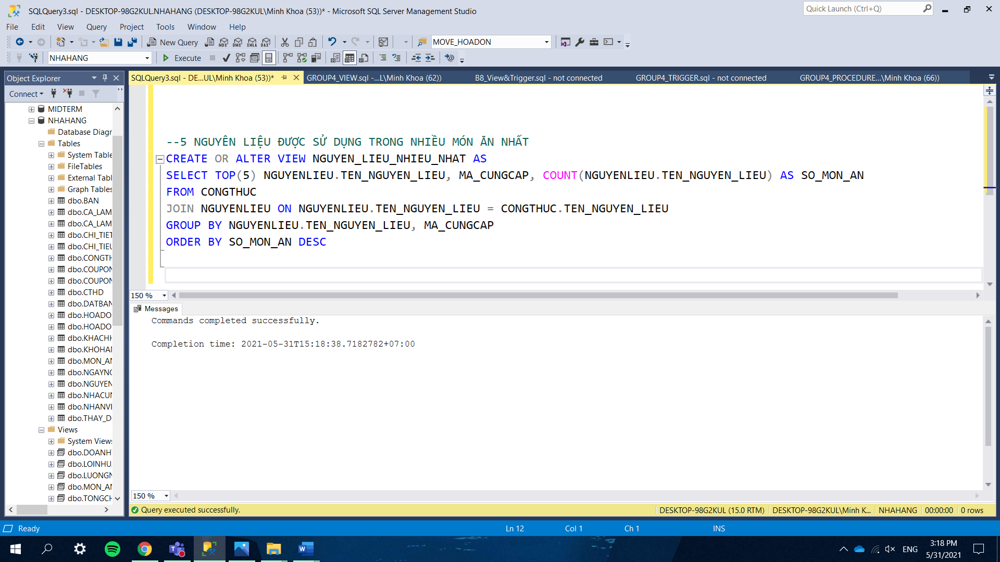 SQLQuery3.sql - DESKTOP-98G2KUL.NHAHANG (DESKTOP-98G2KUL\Minh Khoa (53))* - Microsoft SQL Server Management Studio
Quick Launch (Ctrl+Q)
File Edit View Query Project Tools Window Help
New Query MDX DMX XMLA DAX MOVE_HOADON
NHAHANG Execute
Object Explorer
SQLQuery3.sql - DE...UL\Minh Khoa (53))* GROUP4_VIEW.sql -...L\Minh Khoa (62)) B8_View&Trigger.sql - not connected GROUP4_TRIGGER.sql - not connected GROUP4_PROCEDURE...\Minh Khoa (66))
Connect
MIDTERM
NHAHANG
Database Diagr
Tables
System Table
FileTables
External Tabl
Graph Tables
dbo.BAN
dbo.CA_LAM
dbo.CA_LAM
dbo.CHI_TIET
dbo.CHI_TIEU
dbo.CONGTH
dbo.COUPON
dbo.COUPON
dbo.CTHD
dbo.DATBAN
dbo.HOADO
dbo.HOADO
dbo.KHACHH
dbo.KHOHAN
dbo.MON_AN
dbo.NGAYNG
dbo.NGUYEN
dbo.NHACUN
dbo.NHANVI
dbo.THAY_D
Views
System Views
dbo.DOANH
dbo.LOINHU
dbo.LUONGN
dbo.MON_AN
dbo.TONGCH
--5 NGUYÊN LIỆU ĐƯỢC SỬ DỤNG TRONG NHIỀU MÓN ĂN NHẤT
CREATE OR ALTER VIEW NGUYEN_LIEU_NHIEU_NHAT AS
SELECT TOP(5) NGUYENLIEU.TEN_NGUYEN_LIEU, MA_CUNGCAP, COUNT(NGUYENLIEU.TEN_NGUYEN_LIEU) AS SO_MON_AN
FROM CONGTHUC
JOIN NGUYENLIEU ON NGUYENLIEU.TEN_NGUYEN_LIEU = CONGTHUC.TEN_NGUYEN_LIEU
GROUP BY NGUYENLIEU.TEN_NGUYEN_LIEU, MA_CUNGCAP
ORDER BY SO_MON_AN DESC
150 %
Messages
Commands completed successfully.
Completion time: 2021-05-31T15:18:38.7182782+07:00
150 %
Query executed successfully. DESKTOP-98G2KUL (15.0 RTM) DESKTOP-98G2KUL\Minh K... NHAHANG 00:00:00 0 rows
Ready Ln 12 Col 1 Ch 1 INS
ENG
3:18 PM
5/31/2021